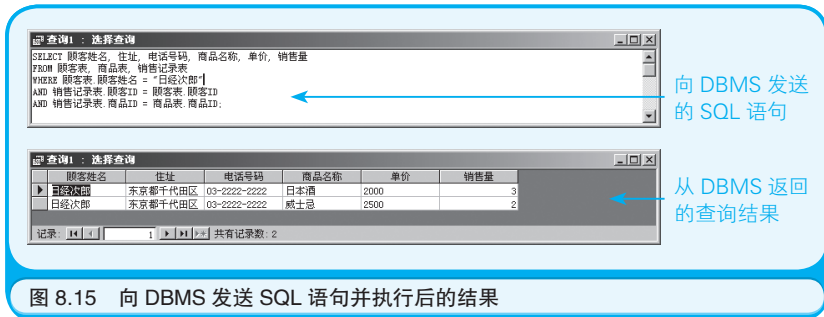 查询1 : 选择查询
SELECT 顾客姓名, 住址, 电话号码, 商品名称, 单价, 销售量
FROM 顾客表, 商品表, 销售记录表
WHERE 顾客表.顾客姓名 = "日经次郎"
AND 销售记录表.顾客ID = 顾客表.顾客ID
AND 销售记录表.商品ID = 商品表.商品ID;
向 DBMS 发送
的 SQL 语句
查询1 : 选择查询
顾客姓名 住址 电话号码 商品名称 单价 销售量
日经次郎 东京都千代田区 03-2222-2222 日本酒 2000 3
日经次郎 东京都千代田区 03-2222-2222 威士忌 2500 2
记录: 1 共有记录数: 2
从 DBMS 返回
的查询结果
图 8.15 向 DBMS 发送 SQL 语句并执行后的结果